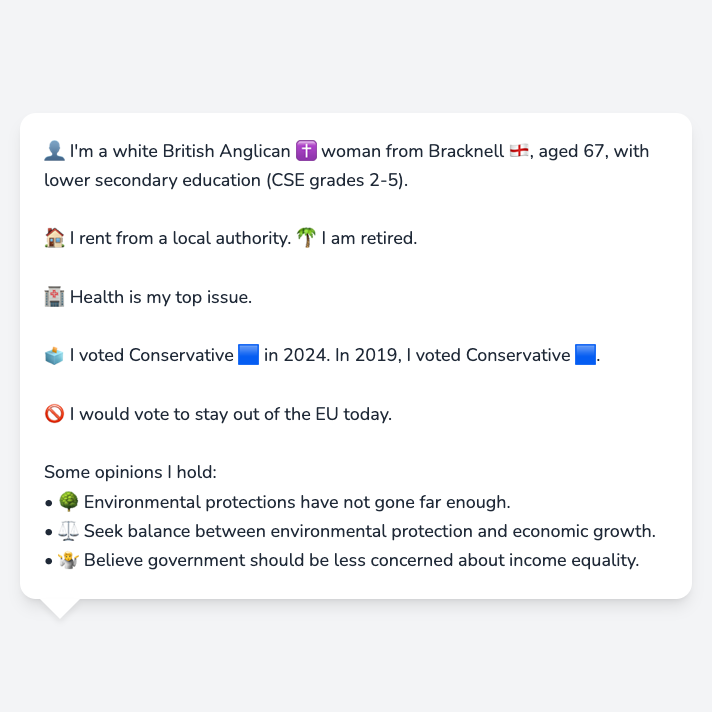 👤 I'm a white British Anglican ✝️ woman from Bracknell 🏴󠁧󠁢󠁥󠁮󠁧󠁿, aged 67, with
lower secondary education (CSE grades 2-5).
🏠 I rent from a local authority. 🌴 I am retired.
🏥 Health is my top issue.
🗳️ I voted Conservative 🟦 in 2024. In 2019, I voted Conservative 🟦.
🚫 I would vote to stay out of the EU today.
Some opinions I hold:
• 🌳 Environmental protections have not gone far enough.
• ⚖️ Seek balance between environmental protection and economic growth.
• 🤷 Believe government should be less concerned about income equality.